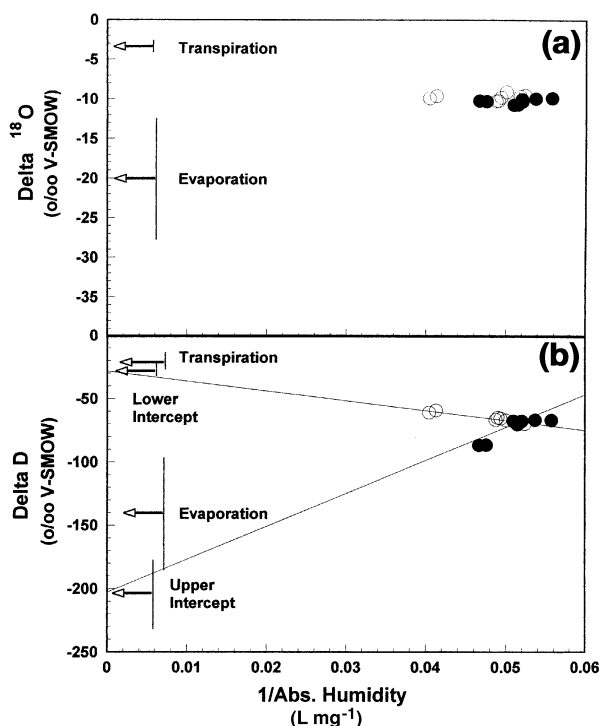 0
-5
-10
-15
-20
-25
-30
-35
Delta 18O
(o/oo V-SMOW)
Transpiration
Evaporation
(a)
0
-50
-100
-150
-200
-250
Delta D
(o/oo V-SMOW)
Transpiration
Lower
Intercept
Evaporation
Upper
Intercept
(b)
0 0.01 0.02 0.03 0.04 0.05 0.06
1/Abs. Humidity
(L mg-1)